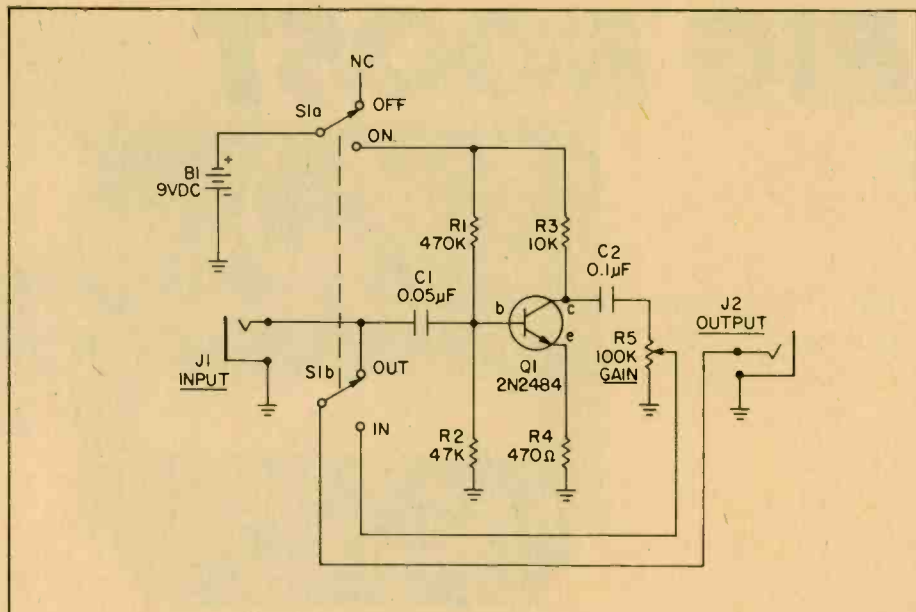 NC
S1a
OFF
ON
B1
9VDC
+
-
R1
470K
R3
10K
C1
0.05µF
C2
0.1µF
b
c
e
J1
INPUT
S1b
OUT
IN
Q1
2N2484
R5
100K
GAIN
J2
OUTPUT
R2
47K
R4
470Ω